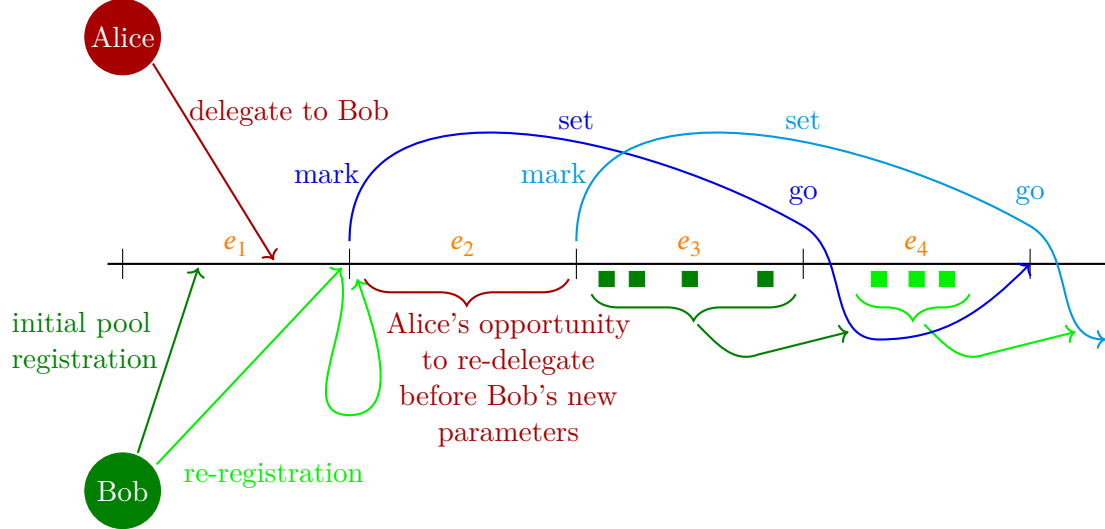 Alice
delegate to Bob
set
set
mark
mark
go
go
e1
e2
e3
e4
initial pool
registration
Alice's opportunity
to re-delegate
before Bob's new
parameters
re-registration
Bob